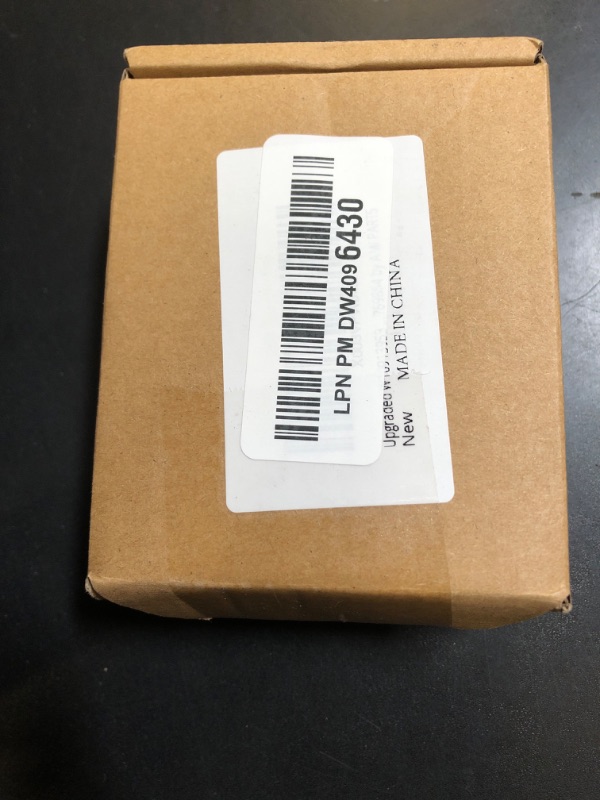 LPN PM DW4096430
Upgraded
New
MADE IN CHINA